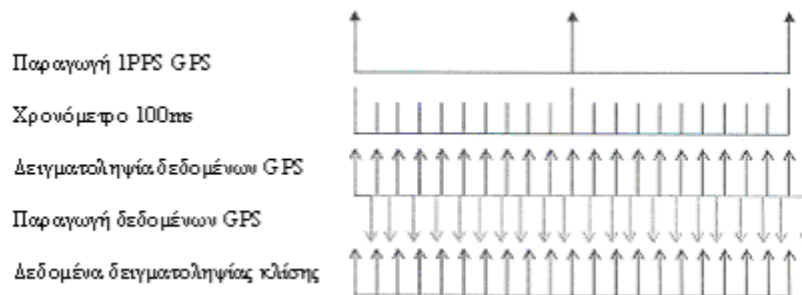 Παραγωγή 1PPS GPS
Χρονόμετρο 100ms
Δειγματοληψία δεδομένων GPS
Παραγωγή δεδομένων GPS
Δεδομένα δειγματοληψίας κλίσης